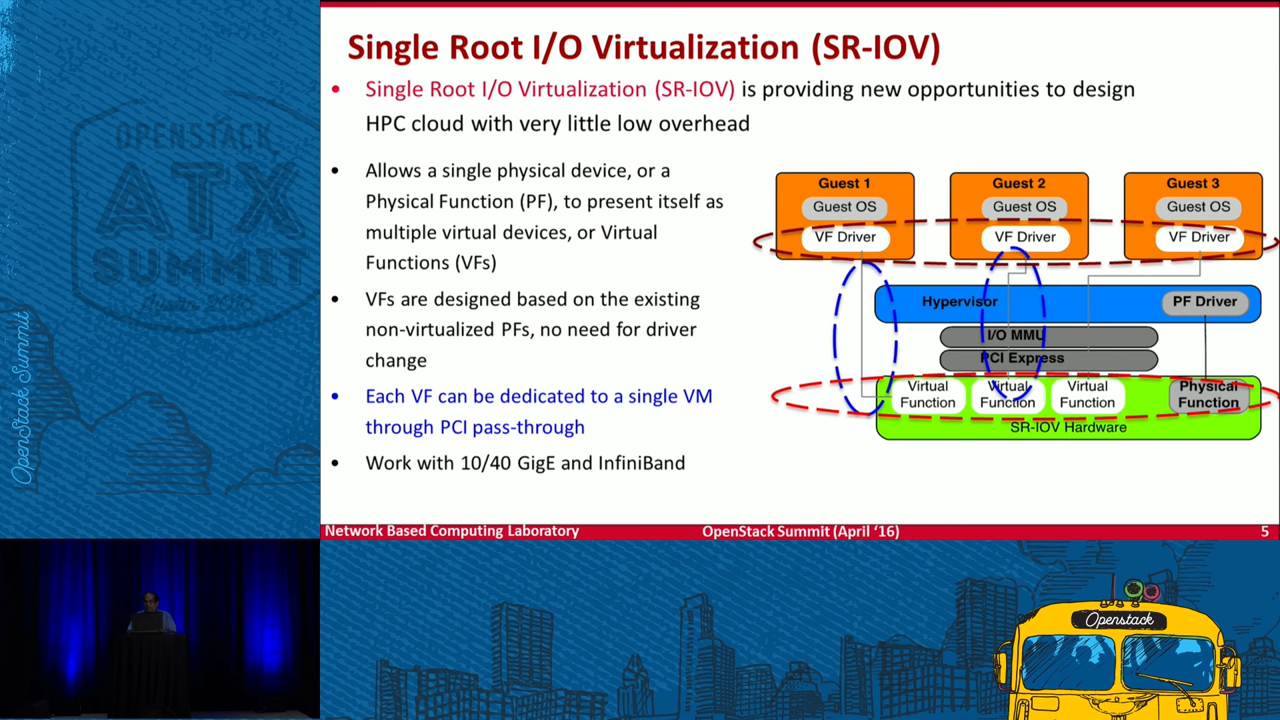 Single Root I/O Virtualization (SR-IOV)
• Single Root I/O Virtualization (SR-IOV) is providing new opportunities to design
HPC cloud with very little low overhead
• Allows a single physical device, or a
Physical Function (PF), to present itself as
multiple virtual devices, or Virtual
Functions (VFs)
• VFs are designed based on the existing
non-virtualized PFs, no need for driver
change
• Each VF can be dedicated to a single VM
through PCI pass-through
• Work with 10/40 GigE and InfiniBand
Guest 1
Guest OS
VF Driver
Guest 2
Guest OS
VF Driver
Guest 3
Guest OS
VF Driver
Hypervisor
PF Driver
I/O MMU
PCI Express
Virtual
Function
Virtual
Function
Virtual
Function
Physical
Function
SR-IOV Hardware
Network Based Computing Laboratory
OpenStack Summit (April ‘16)
5
OPENSTACK
ATX
SUMMIT
OpenStack Summit
Openstack